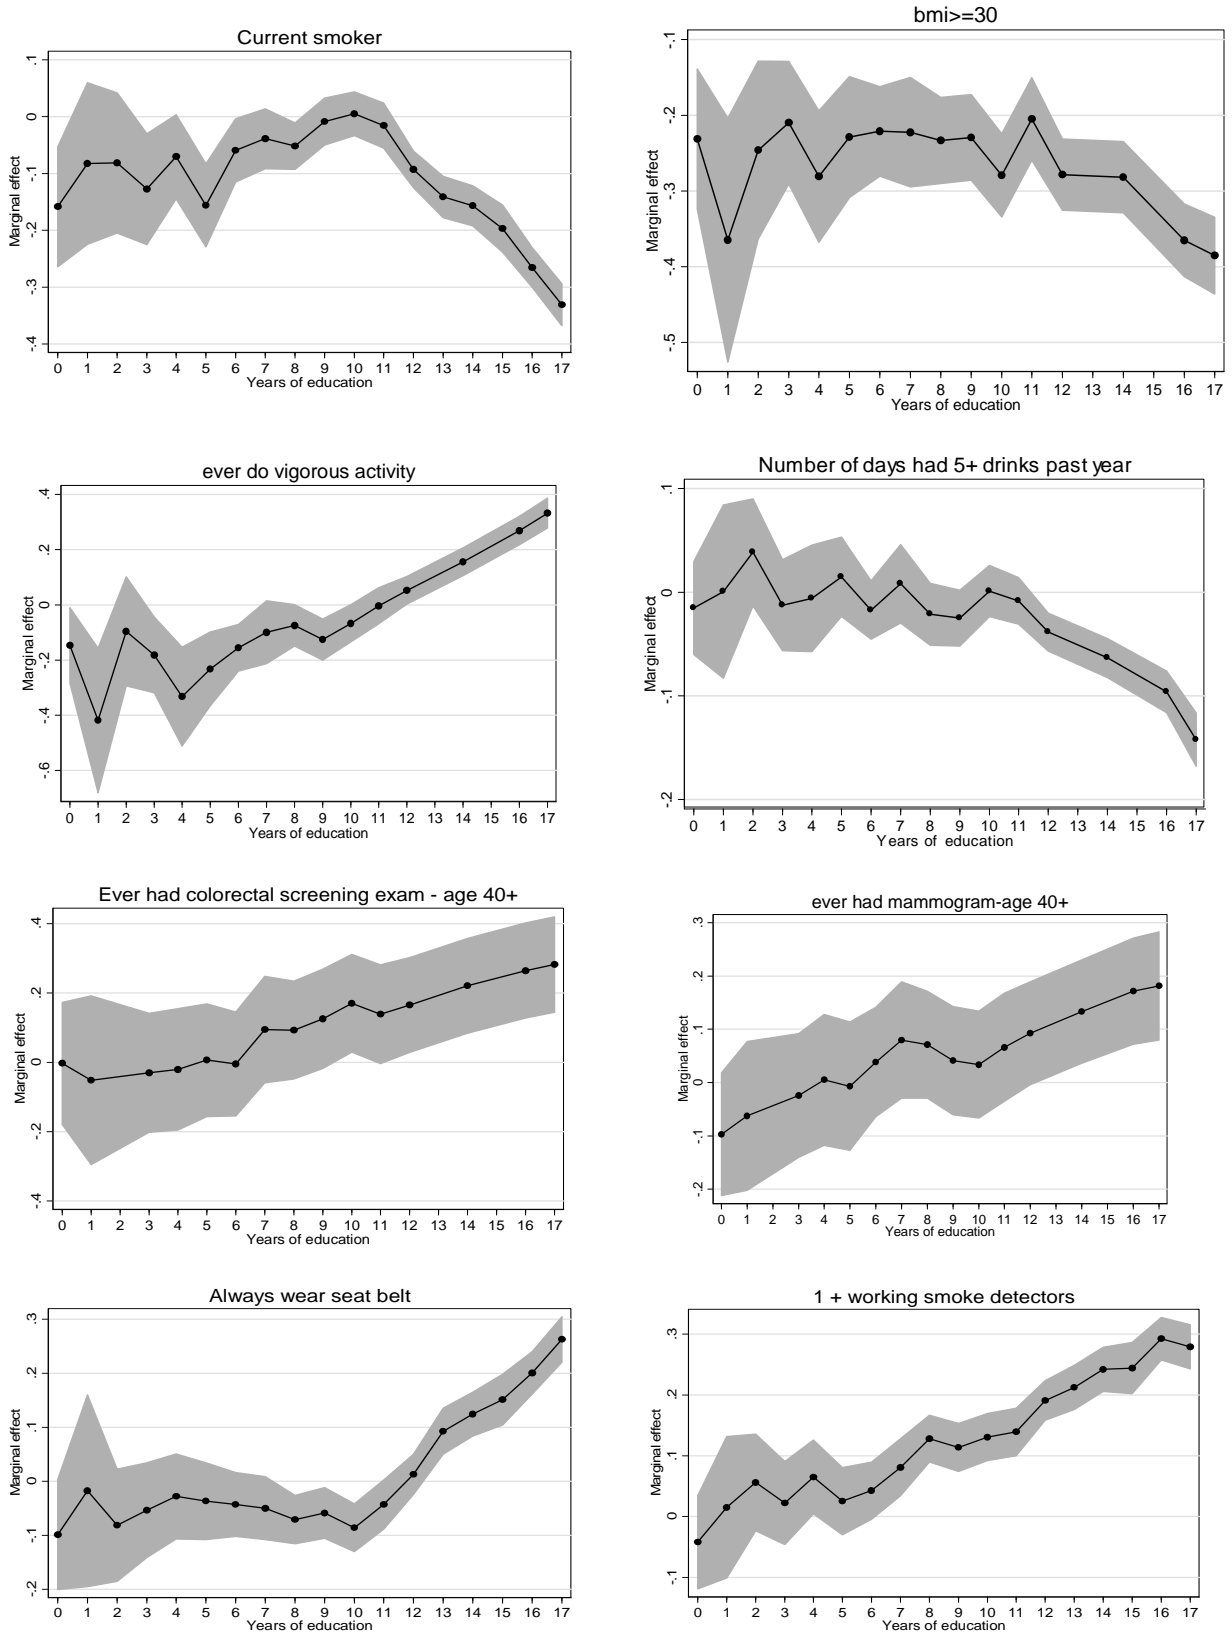 Current smoker
Marginal effect
.1
0
-.1
-.2
-.3
-.4
0 1 2 3 4 5 6 7 8 9 10 11 12 13 14 15 16 17
Years of education
bmi>=30
Marginal effect
-.1
-.2
-.3
-.4
-.5
0 1 2 3 4 5 6 7 8 9 10 11 12 13 14 15 16 17
Years of education
ever do vigorous activity
Marginal effect
.4
.2
0
-.2
-.4
-.6
0 1 2 3 4 5 6 7 8 9 10 11 12 13 14 15 16 17
Years of education
Number of days had 5+ drinks past year
Marginal effect
.1
0
-.1
-.2
0 1 2 3 4 5 6 7 8 9 10 11 12 13 14 15 16 17
Years of education
Ever had colorectal screening exam - age 40+
Marginal effect
.4
.2
0
-.2
-.4
0 1 2 3 4 5 6 7 8 9 10 11 12 13 14 15 16 17
Years of education
ever had mammogram-age 40+
Marginal effect
.3
.2
.1
0
-.1
-.2
0 1 2 3 4 5 6 7 8 9 10 11 12 13 14 15 16 17
Years of education
Always wear seat belt
Marginal effect
.3
.2
.1
0
-.1
-.2
0 1 2 3 4 5 6 7 8 9 10 11 12 13 14 15 16 17
Years of education
1 + working smoke detectors
Marginal effect
.3
.2
.1
0
-.1
0 1 2 3 4 5 6 7 8 9 10 11 12 13 14 15 16 17
Years of education